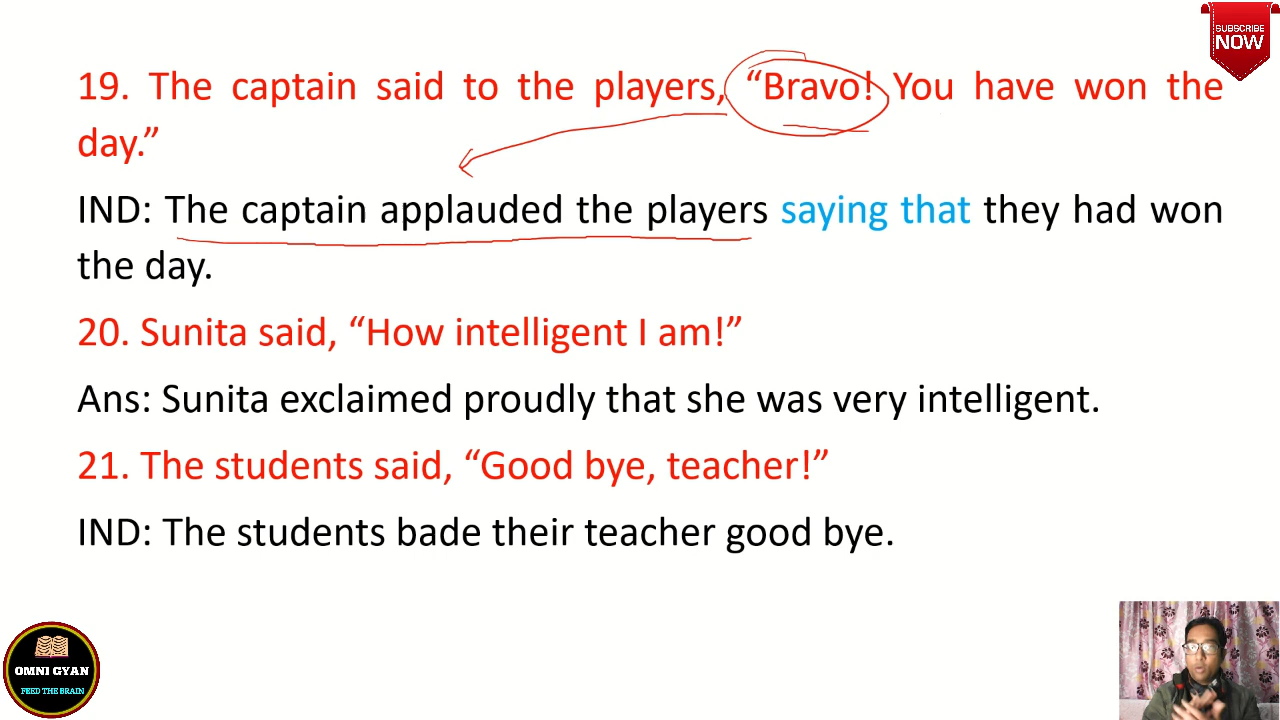 SUBSCRIBE
NOW
19. The captain said to the players, “Bravo! You have won the
day.”
IND: The captain applauded the players saying that they had won
the day.
20. Sunita said, “How intelligent I am!”
Ans: Sunita exclaimed proudly that she was very intelligent.
21. The students said, “Good bye, teacher!”
IND: The students bade their teacher good bye.
OMNI GYAN
FEED THE BRAIN